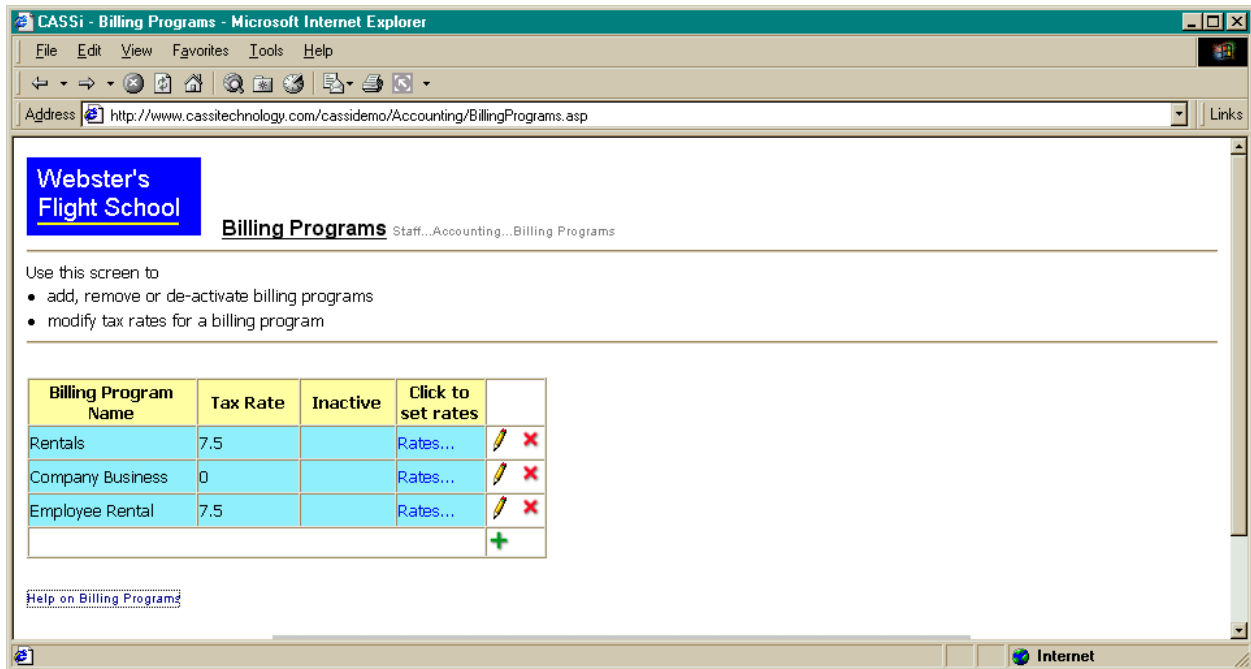 CASSi - Billing Programs - Microsoft Internet Explorer
File Edit View Favorites Tools Help
Address http://www.cassitechnology.com/cassidemo/Accounting/BillingPrograms.asp Links
Webster's
Flight School
Billing Programs Staff...Accounting...Billing Programs
Use this screen to
• add, remove or de-activate billing programs
• modify tax rates for a billing program
Billing Program Name Tax Rate Inactive Click to set rates
Rentals 7.5 Rates...
Company Business 0 Rates...
Employee Rental 7.5 Rates...
Help on Billing Programs
Internet